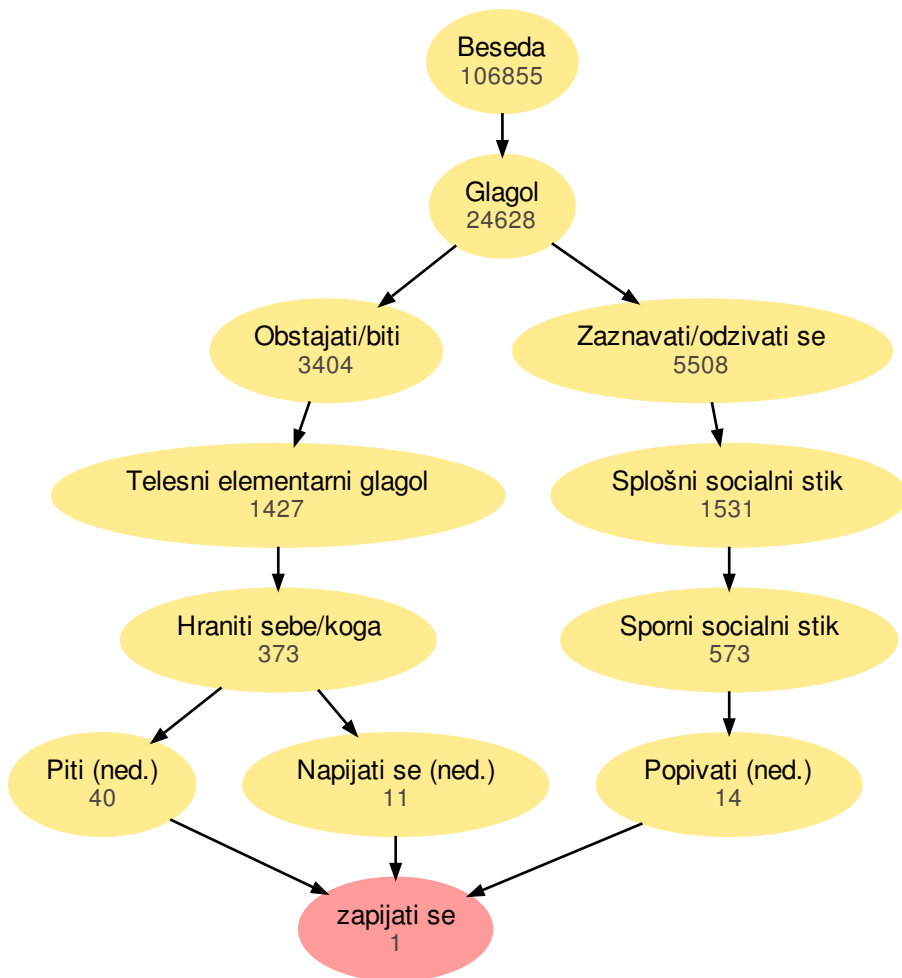 Beseda
106855
Glagol
24628
Obstajati/biti
3404
Zaznavati/odzivati se
5508
Telesni elementarni glagol
1427
Splošni socialni stik
1531
Hraniti sebe/koga
373
Sporni socialni stik
573
Piti (ned.)
40
Napijati se (ned.)
11
Popivati (ned.)
14
zapijati se
1